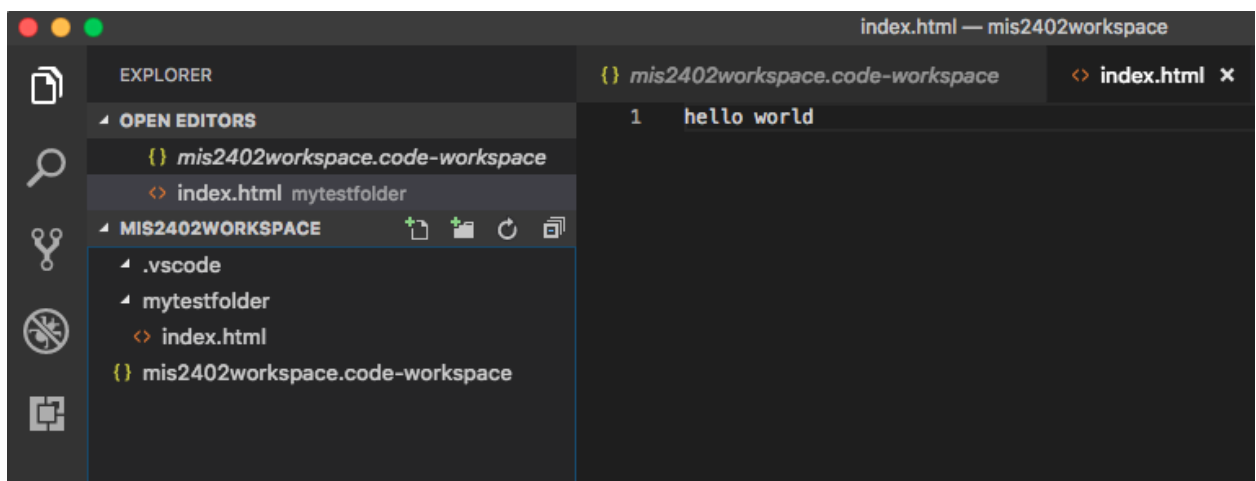 index.html — mis2402workspace
EXPLORER
{} mis2402workspace.code-workspace
<> index.html ×
OPEN EDITORS
{} mis2402workspace.code-workspace
<> index.html mytestfolder
MIS2402WORKSPACE
.vscode
mytestfolder
<> index.html
{} mis2402workspace.code-workspace
1 hello world